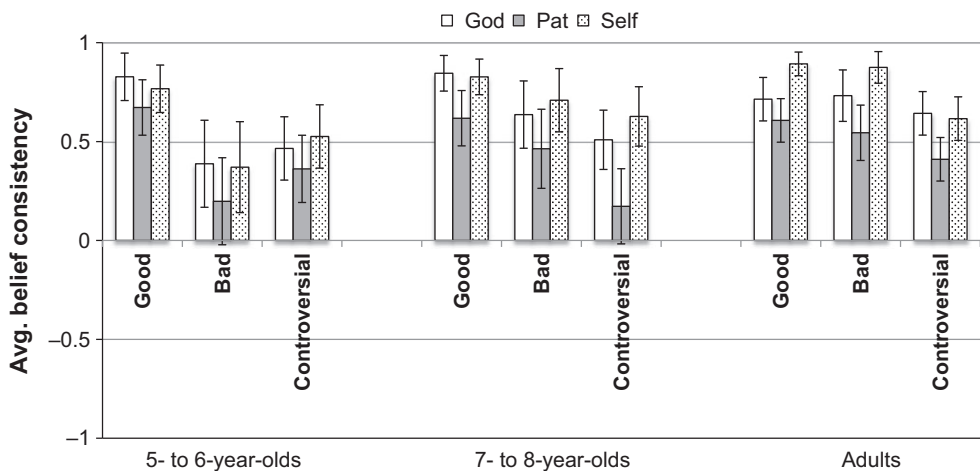 God Pat Self
Avg. belief consistency
1
0.5
0
–0.5
–1
Good
Bad
Controversial
Good
Bad
Controversial
Good
Bad
Controversial
5- to 6-year-olds
7- to 8-year-olds
Adults